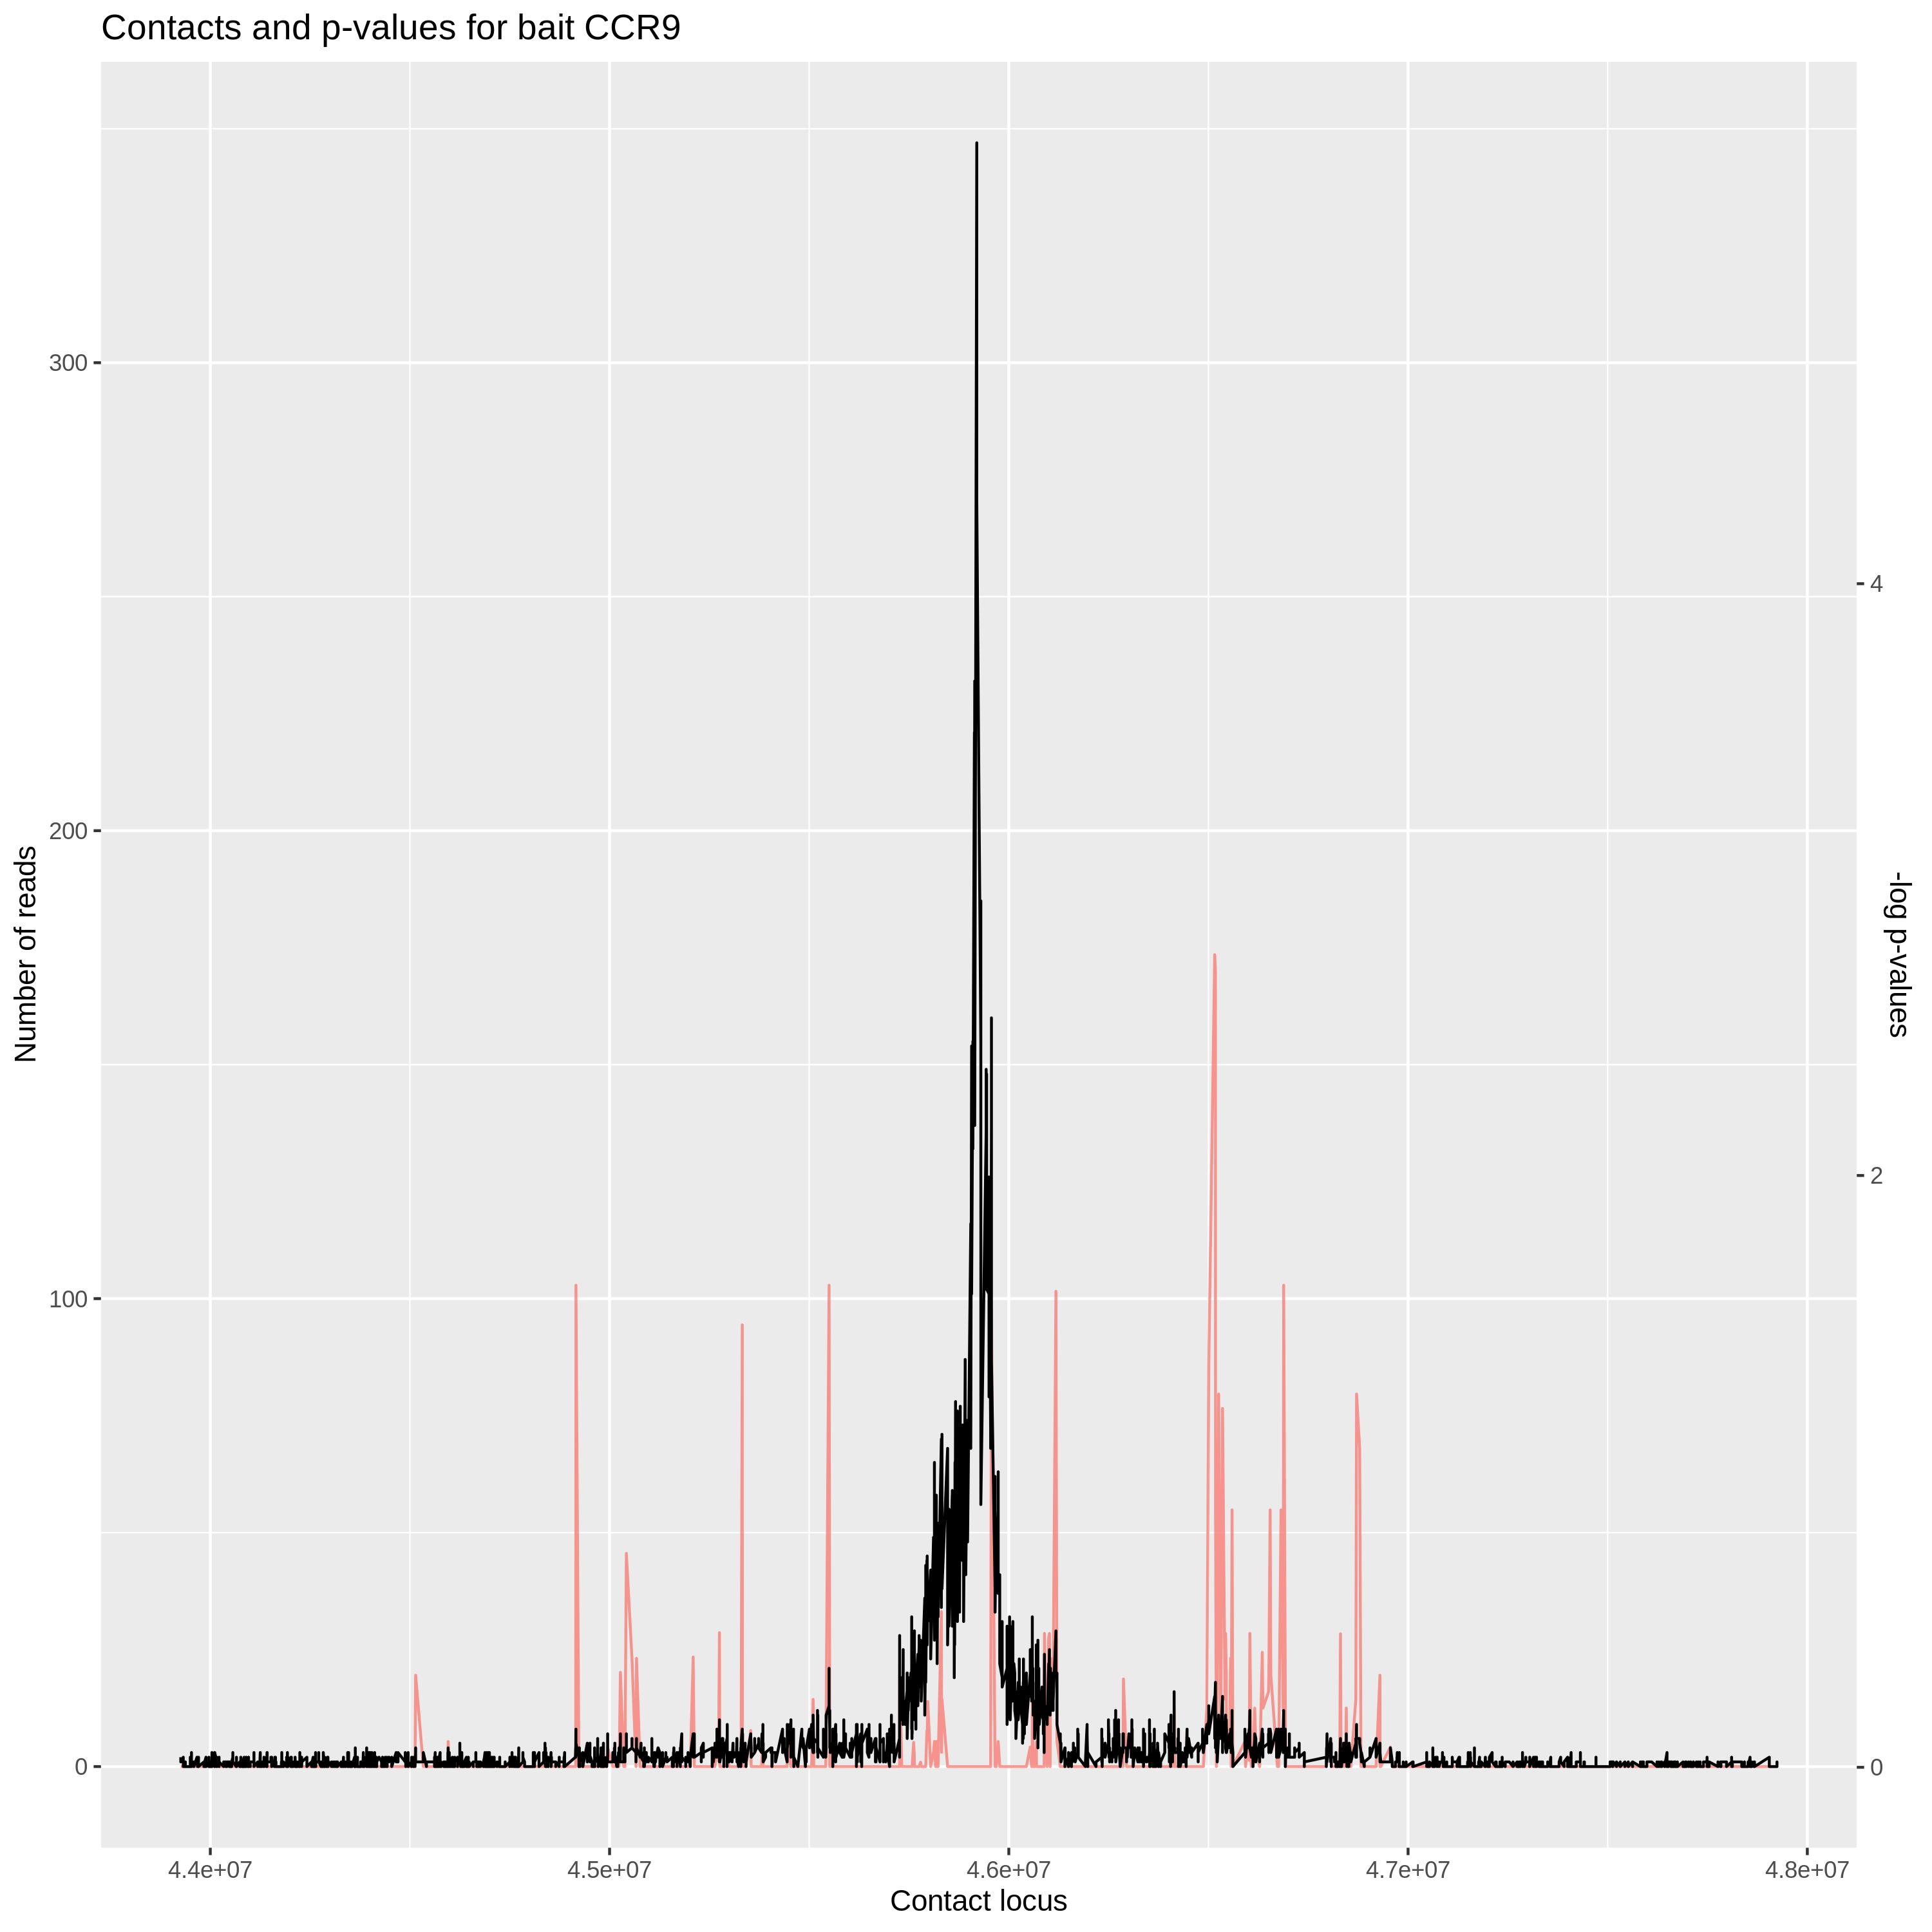 Contacts and p-values for bait CCR9
300
200
100
0
Number of reads
4
2
0
-log p-values
4.4e+07
4.5e+07
4.6e+07
4.7e+07
4.8e+07
Contact locus